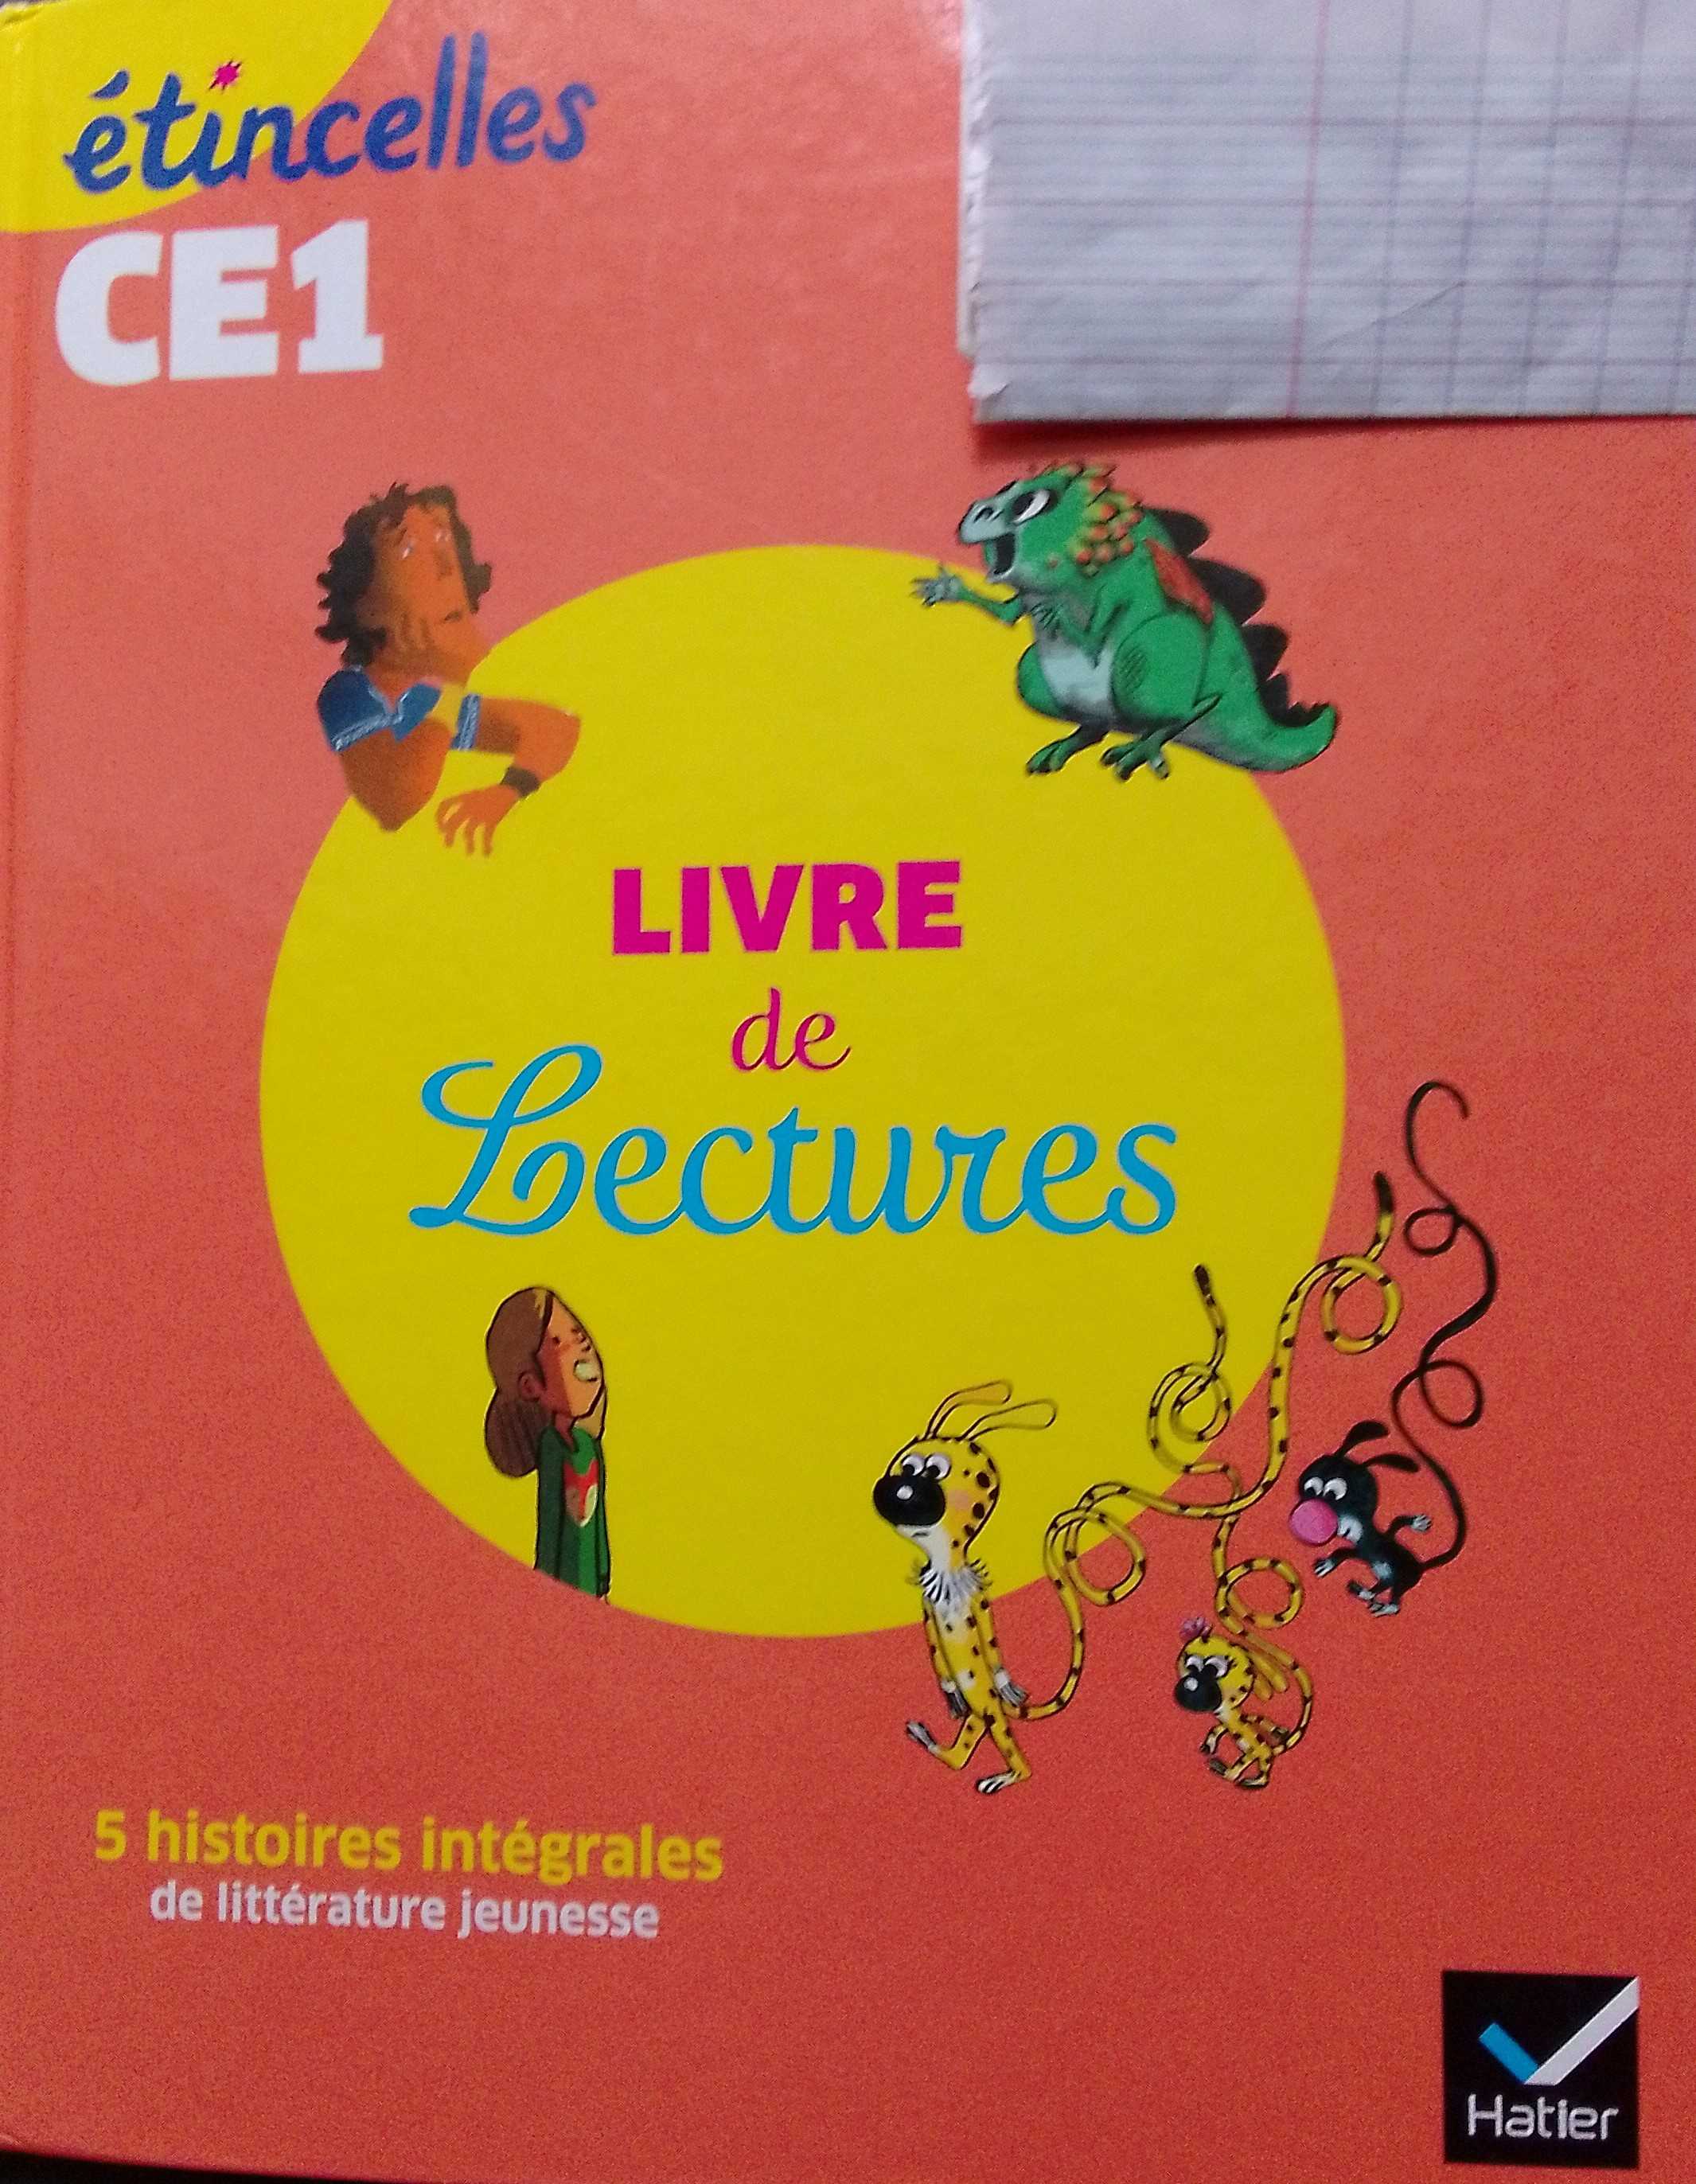 étincelles
CE1
LIVRE
de
Lectures
5 histoires intégrales
de littérature jeunesse
Hatier